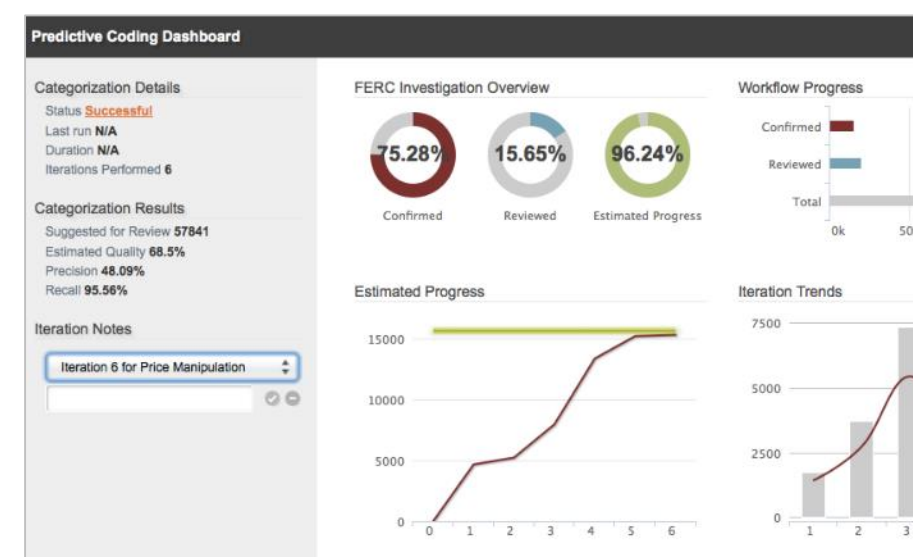 Predictive Coding Dashboard
Categorization Details
Status Successful
Last run N/A
Duration N/A
Iterations Performed 6
Categorization Results
Suggested for Review 57841
Estimated Quality 68.5%
Precision 48.09%
Recall 95.56%
Iteration Notes
Iteration 6 for Price Manipulation
FERC Investigation Overview
75.28% 15.65% 96.24%
Confirmed Reviewed Estimated Progress
Workflow Progress
Confirmed
Reviewed
Total
0k 50
Estimated Progress
15000
10000
5000
0
0 1 2 3 4 5 6
Iteration Trends
7500
5000
2500
0
1 2 3